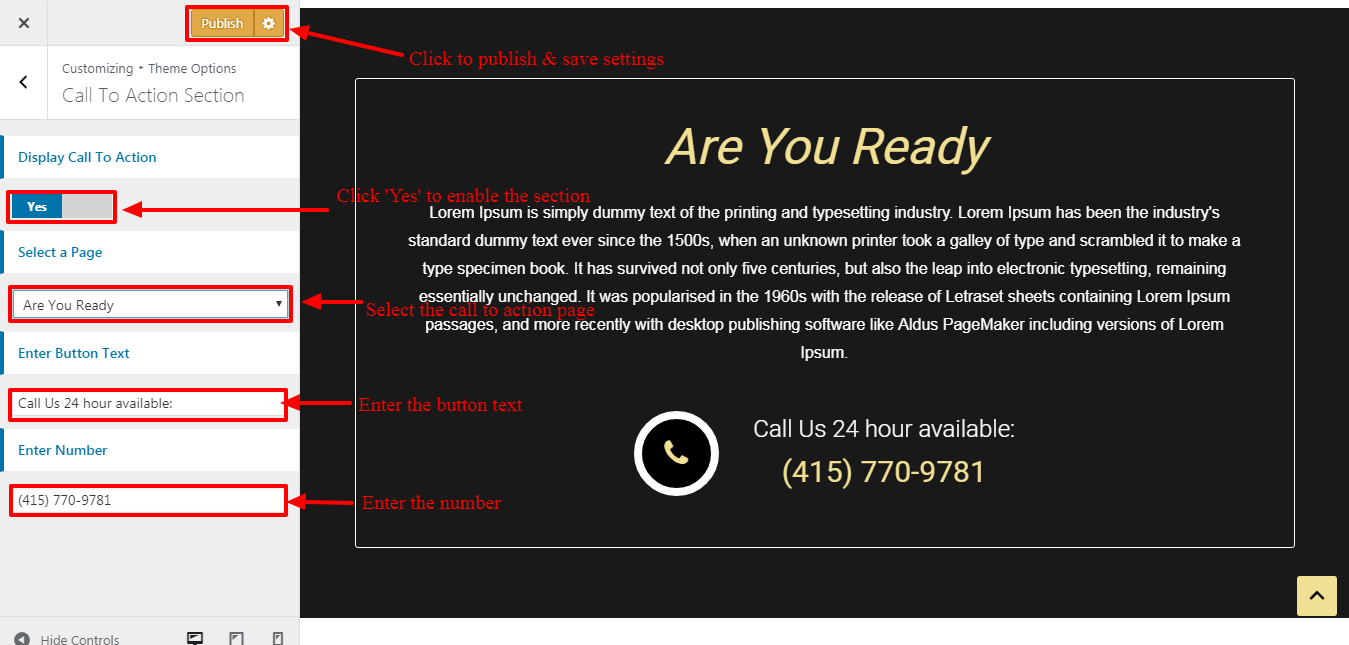 Publish
Click to publish & save settings
Customizing ▸ Theme Options
Call To Action Section
Display Call To Action
Yes
Click 'Yes' to enable the section
Select a Page
Are You Ready
Select the call to action page
Enter Button Text
Call Us 24 hour available:
Enter the button text
Enter Number
(415) 770-9781
Enter the number
Hide Controls
Are You Ready
Lorem Ipsum is simply dummy text of the printing and typesetting industry. Lorem Ipsum has been the industry's
standard dummy text ever since the 1500s, when an unknown printer took a galley of type and scrambled it to make a
type specimen book. It has survived not only five centuries, but also the leap into electronic typesetting, remaining
essentially unchanged. It was popularised in the 1960s with the release of Letraset sheets containing Lorem Ipsum
passages, and more recently with desktop publishing software like Aldus PageMaker including versions of Lorem
Ipsum.
Call Us 24 hour available:
(415) 770-9781